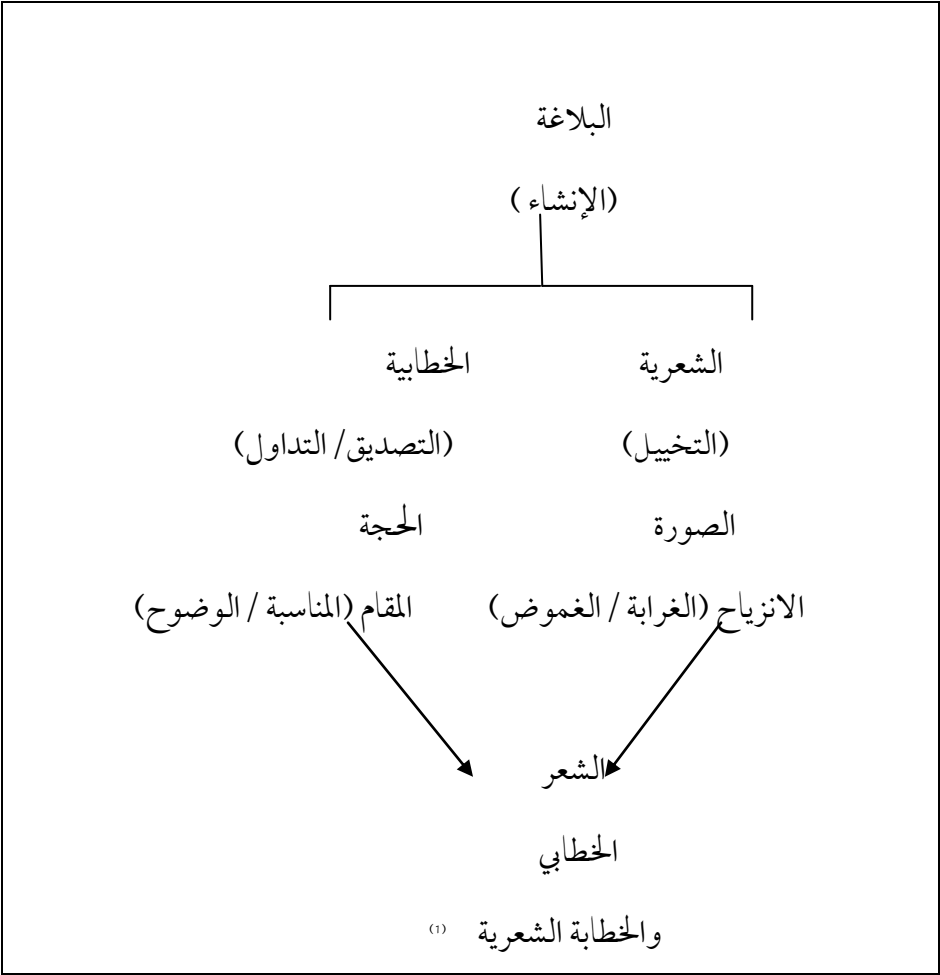 البلاغة
(الإنشاء)
الشعرية الخطابية
(التخييل) (التصديق/ التداول)
الصورة الحجة
الانزياح (الغرابة / الغموض) المقام (المناسبة / الوضوح)
الشعر
الخطابي
والخطابة الشعرية (1)